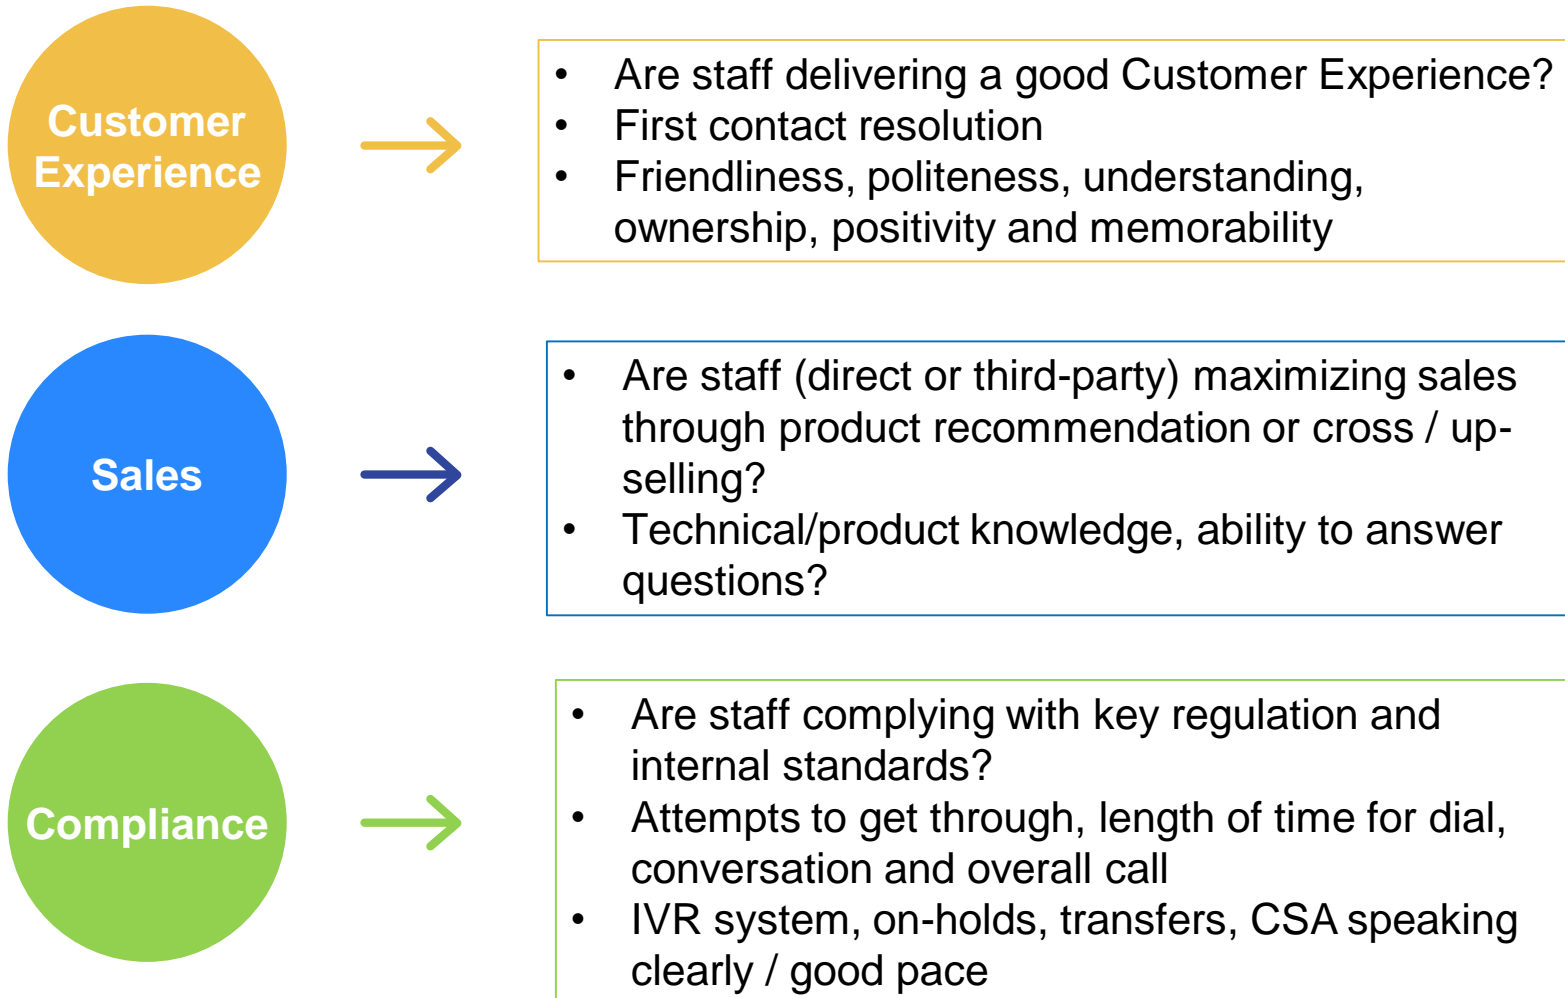 Customer
Experience
• Are staff delivering a good Customer Experience?
• First contact resolution
• Friendliness, politeness, understanding,
ownership, positivity and memorability
Sales
• Are staff (direct or third-party) maximizing sales
through product recommendation or cross / up-
selling?
• Technical/product knowledge, ability to answer
questions?
Compliance
• Are staff complying with key regulation and
internal standards?
• Attempts to get through, length of time for dial,
conversation and overall call
• IVR system, on-holds, transfers, CSA speaking
clearly / good pace